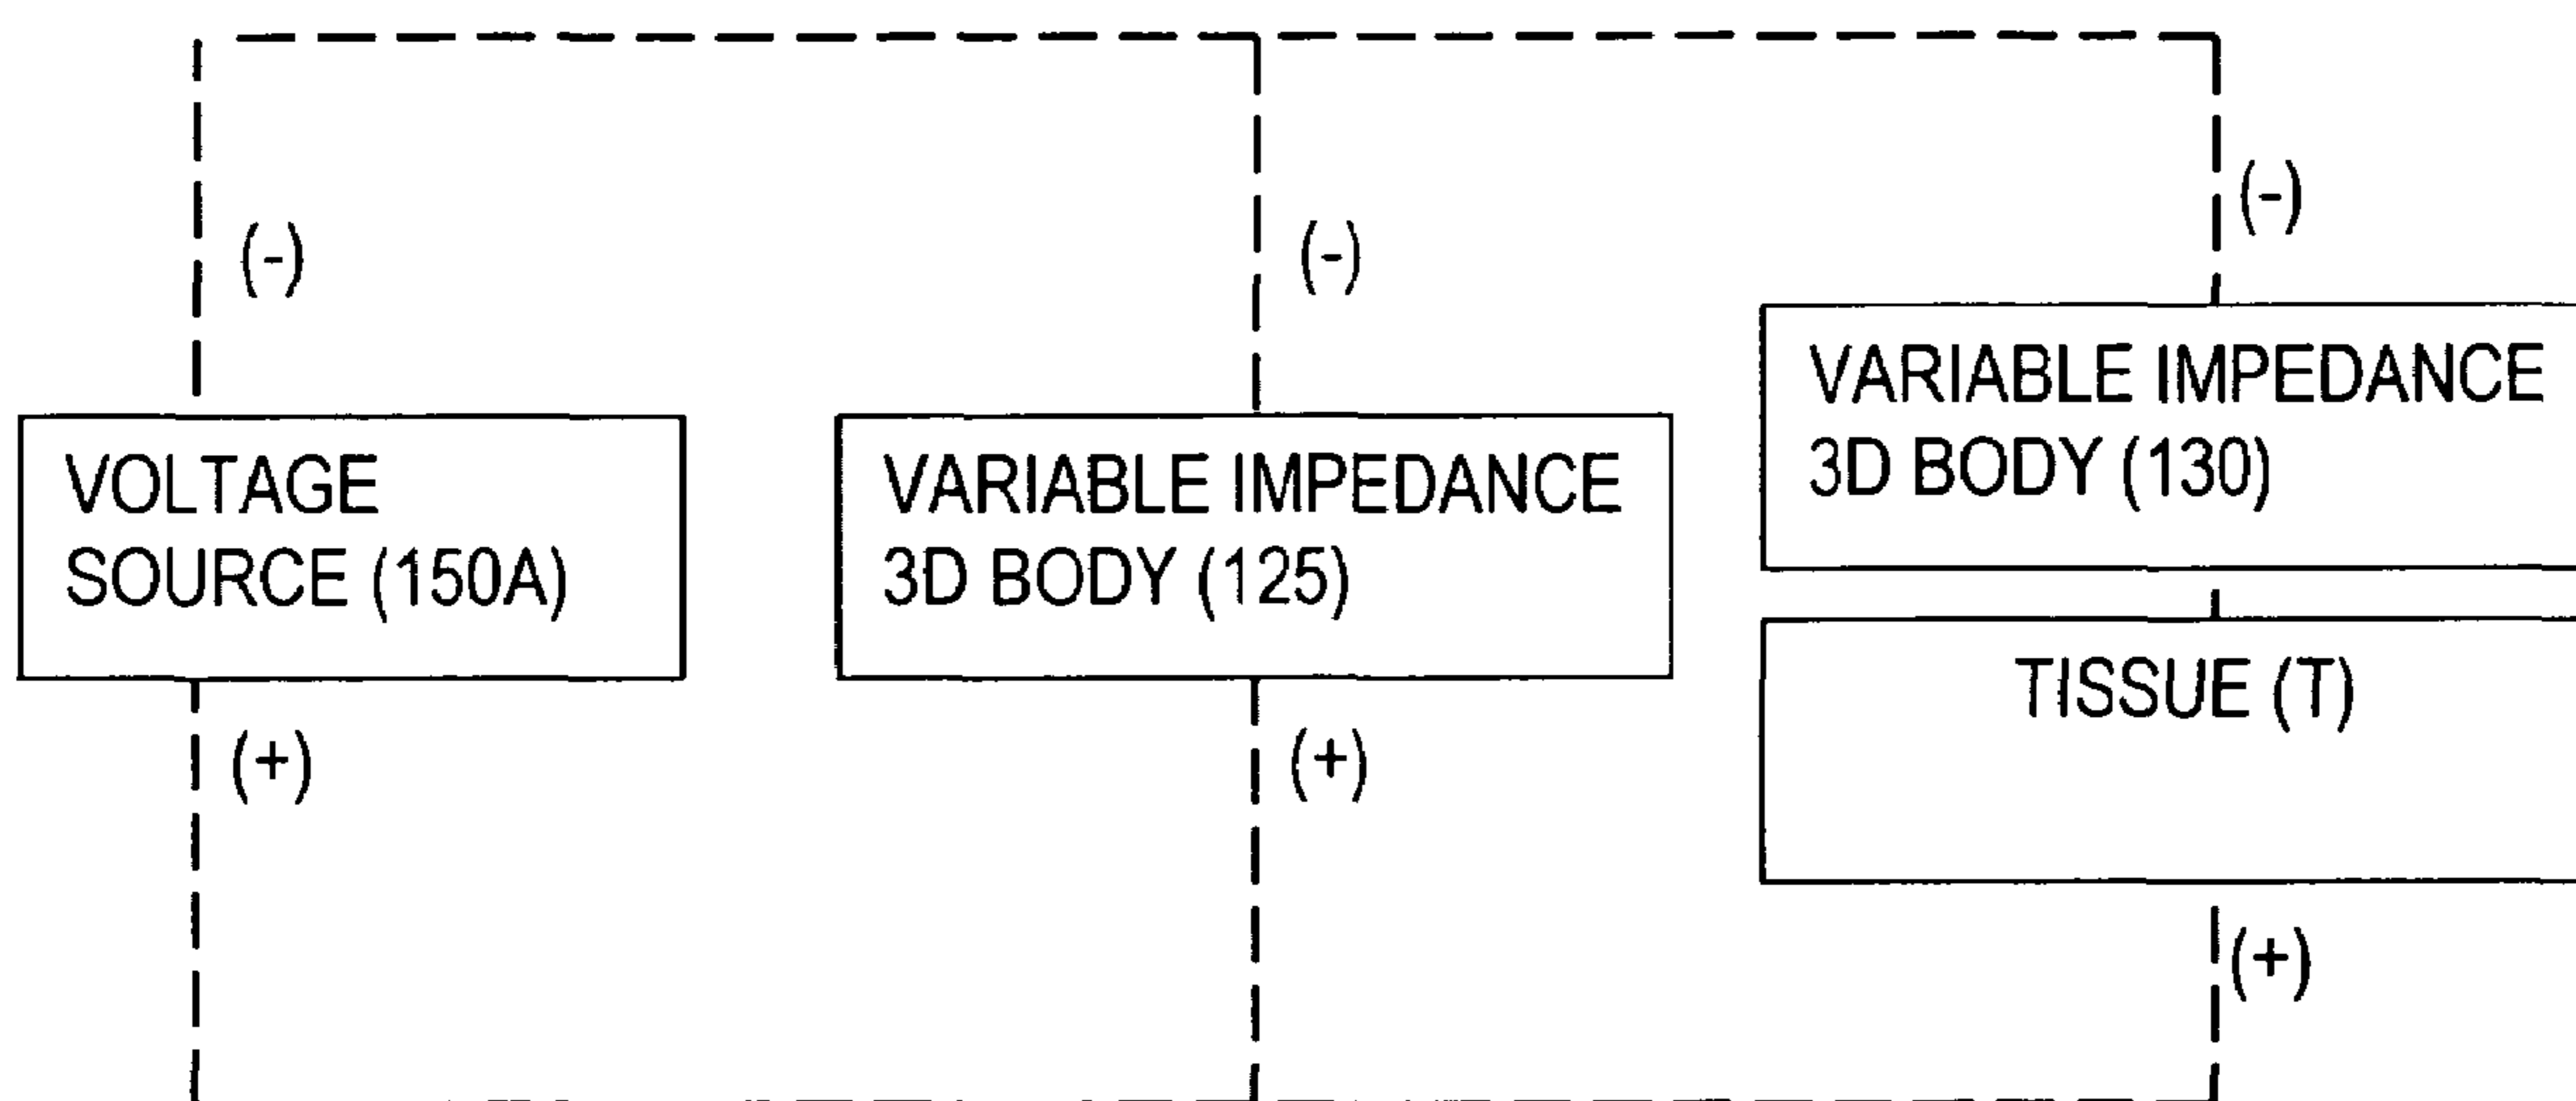 (-)
(-)
(-)
VOLTAGE
SOURCE (150A)
VARIABLE IMPEDANCE
3D BODY (125)
VARIABLE IMPEDANCE
3D BODY (130)
TISSUE (T)
(+)
(+)
(+)